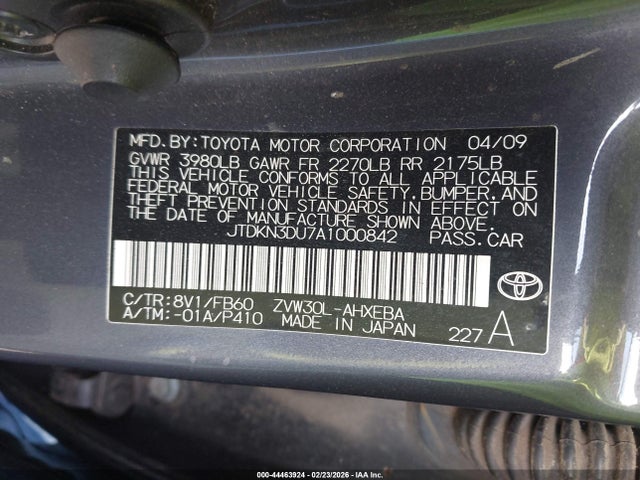 MFD.BY:TOYOTA MOTOR CORPORATION 04/09
GVWR 3980LB GAWR FR 2270LB RR 2175LB
THIS VEHICLE CONFORMS TO ALL APPLICABLE
FEDERAL MOTOR VEHICLE SAFETY,BUMPER,AND
THEFT PREVENTION STANDARDS IN EFFECT ON
THE DATE OF MANUFACTURE SHOWN ABOVE.
JTDKN3DU7A1000842 PASS.CAR
C/TR:8V1/FB60 ZVW30L-AHXEBA
A/TM:-01A/P410 MADE IN JAPAN
227 A
000-44463924 - 02/23/2026 - IAA Inc.